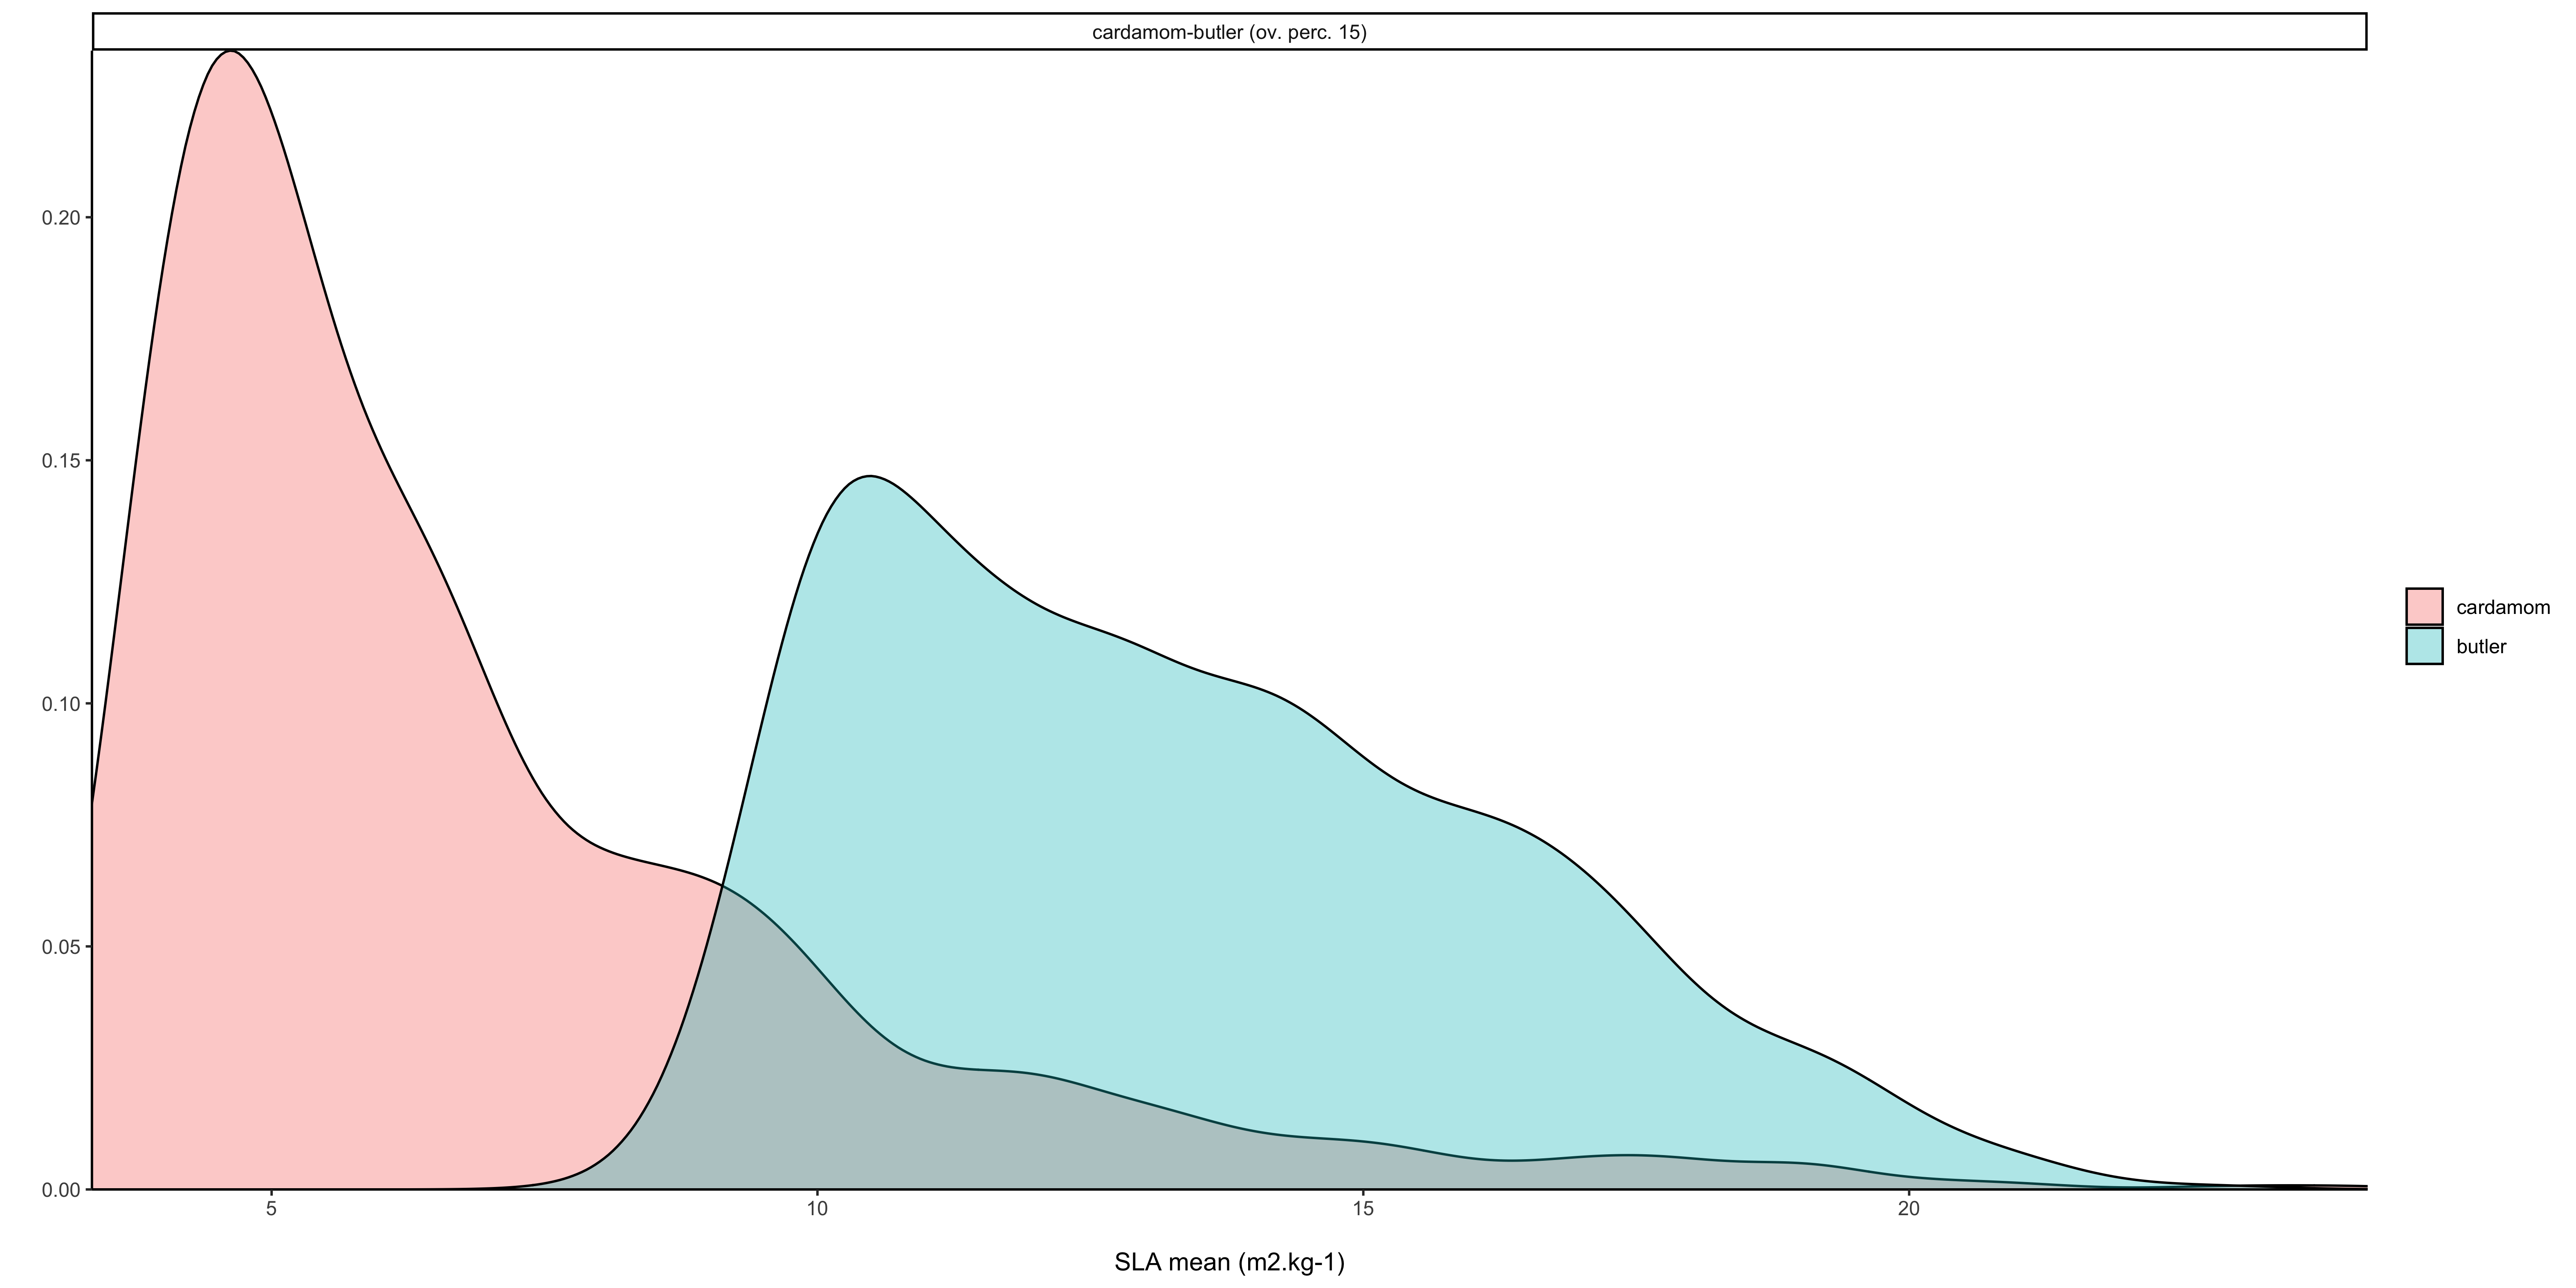 cardamom-butler (ov. perc. 15)
0.20
0.15
0.10
0.05
0.00
5 10 15 20
SLA mean (m2.kg-1)
cardamom
butler